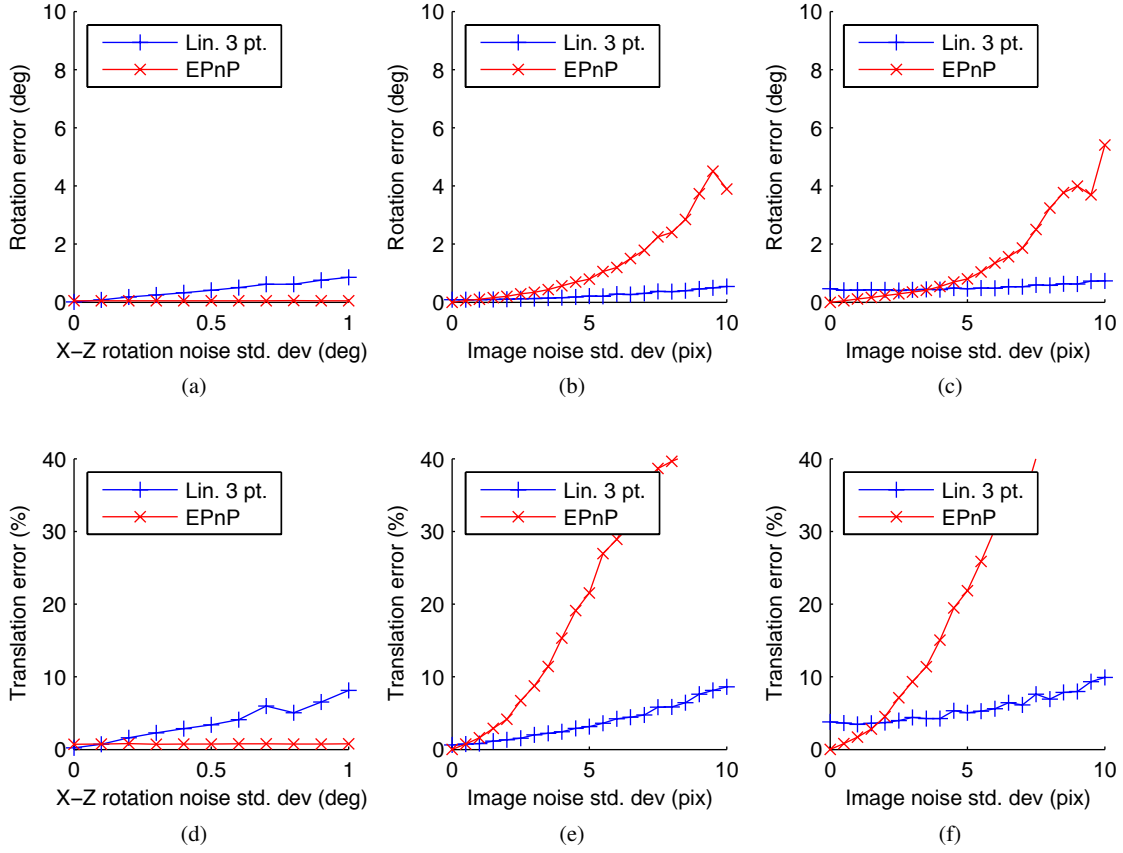 10
8
6
4
2
0
Rotation error (deg)
Lin. 3 pt.
EPnP
0
0.5
1
X−Z rotation noise std. dev (deg)
(a)
10
8
6
4
2
0
Rotation error (deg)
Lin. 3 pt.
EPnP
0
5
10
Image noise std. dev (pix)
(b)
10
8
6
4
2
0
Rotation error (deg)
Lin. 3 pt.
EPnP
0
5
10
Image noise std. dev (pix)
(c)
40
30
20
10
0
Translation error (%)
Lin. 3 pt.
EPnP
0
0.5
1
X−Z rotation noise std. dev (deg)
(d)
40
30
20
10
0
Translation error (%)
Lin. 3 pt.
EPnP
0
5
10
Image noise std. dev (pix)
(e)
40
30
20
10
0
Translation error (%)
Lin. 3 pt.
EPnP
0
5
10
Image noise std. dev (pix)
(f)